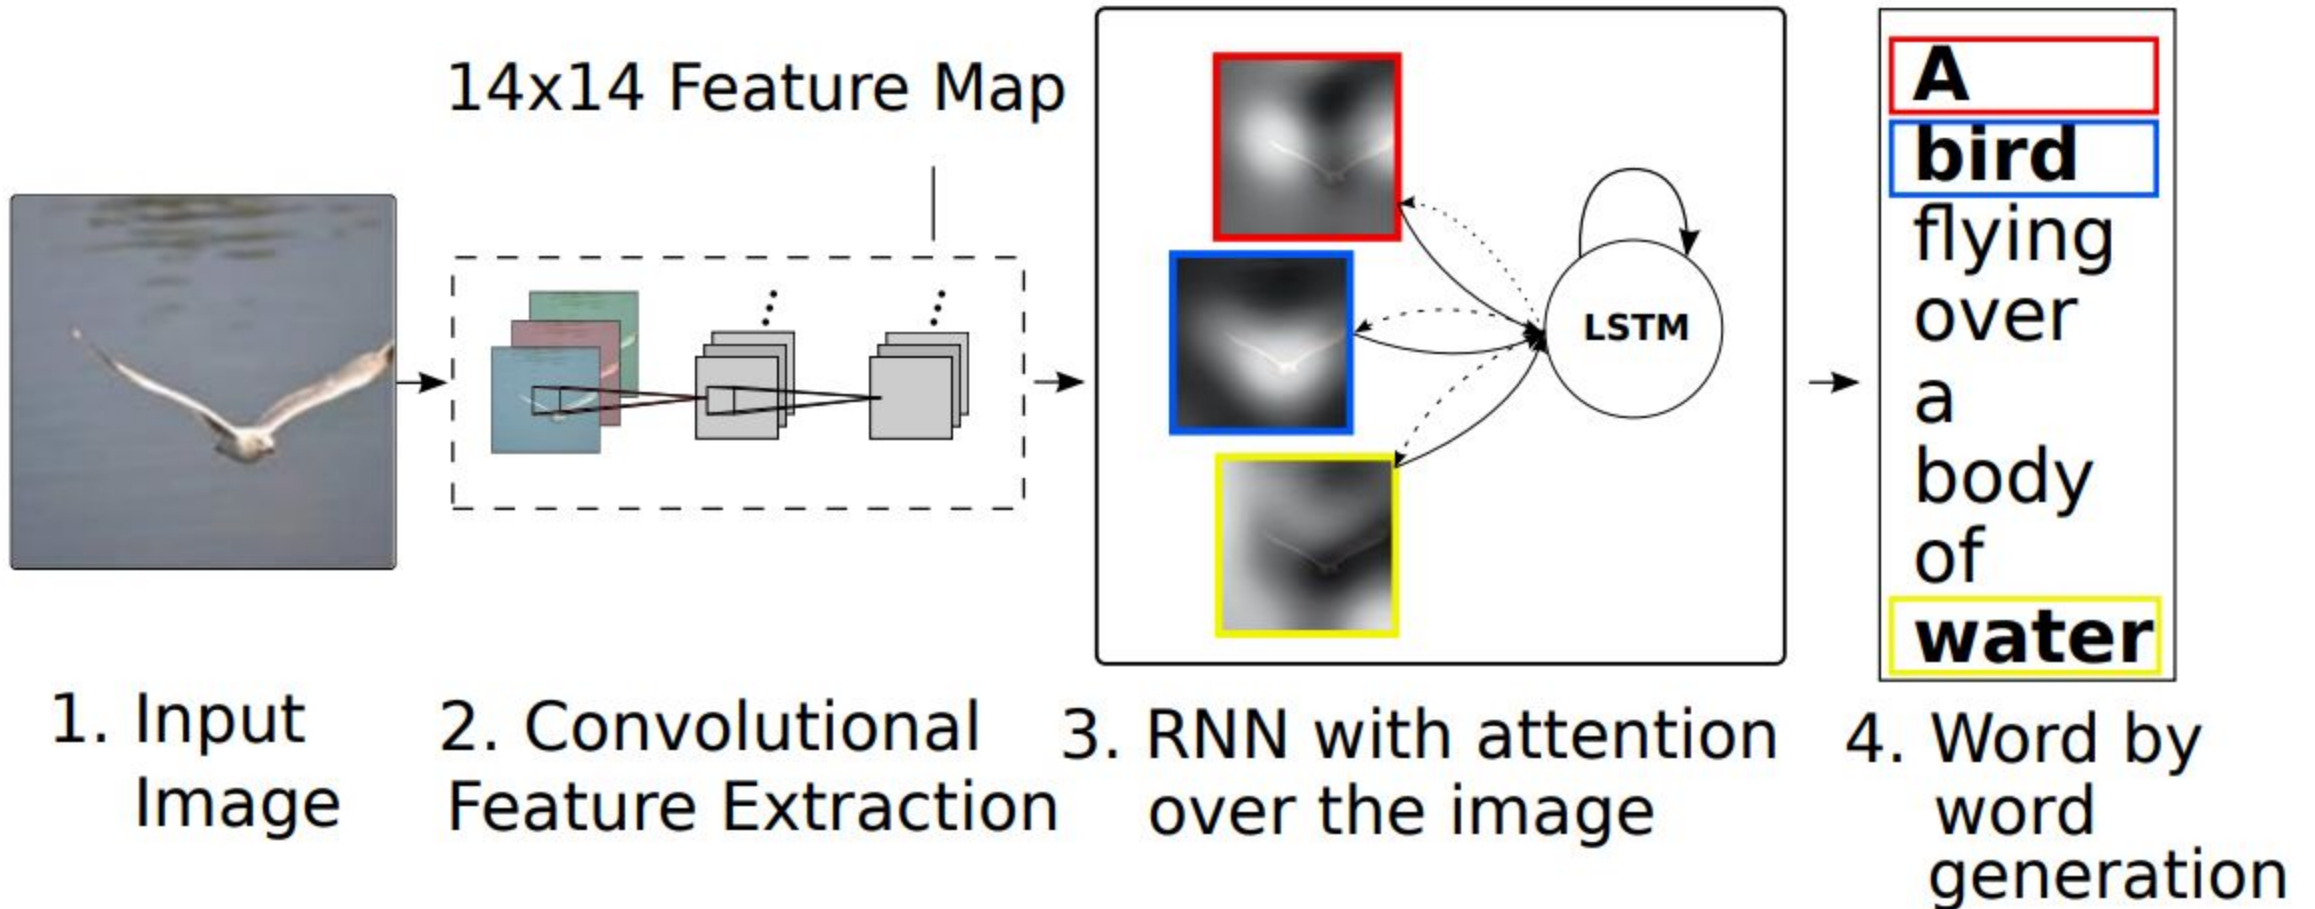 14x14 Feature Map
LSTM
A
bird
flying
over
a
body
of
water
1. Input
Image
2. Convolutional
Feature Extraction
3. RNN with attention
over the image
4. Word by
word
generation